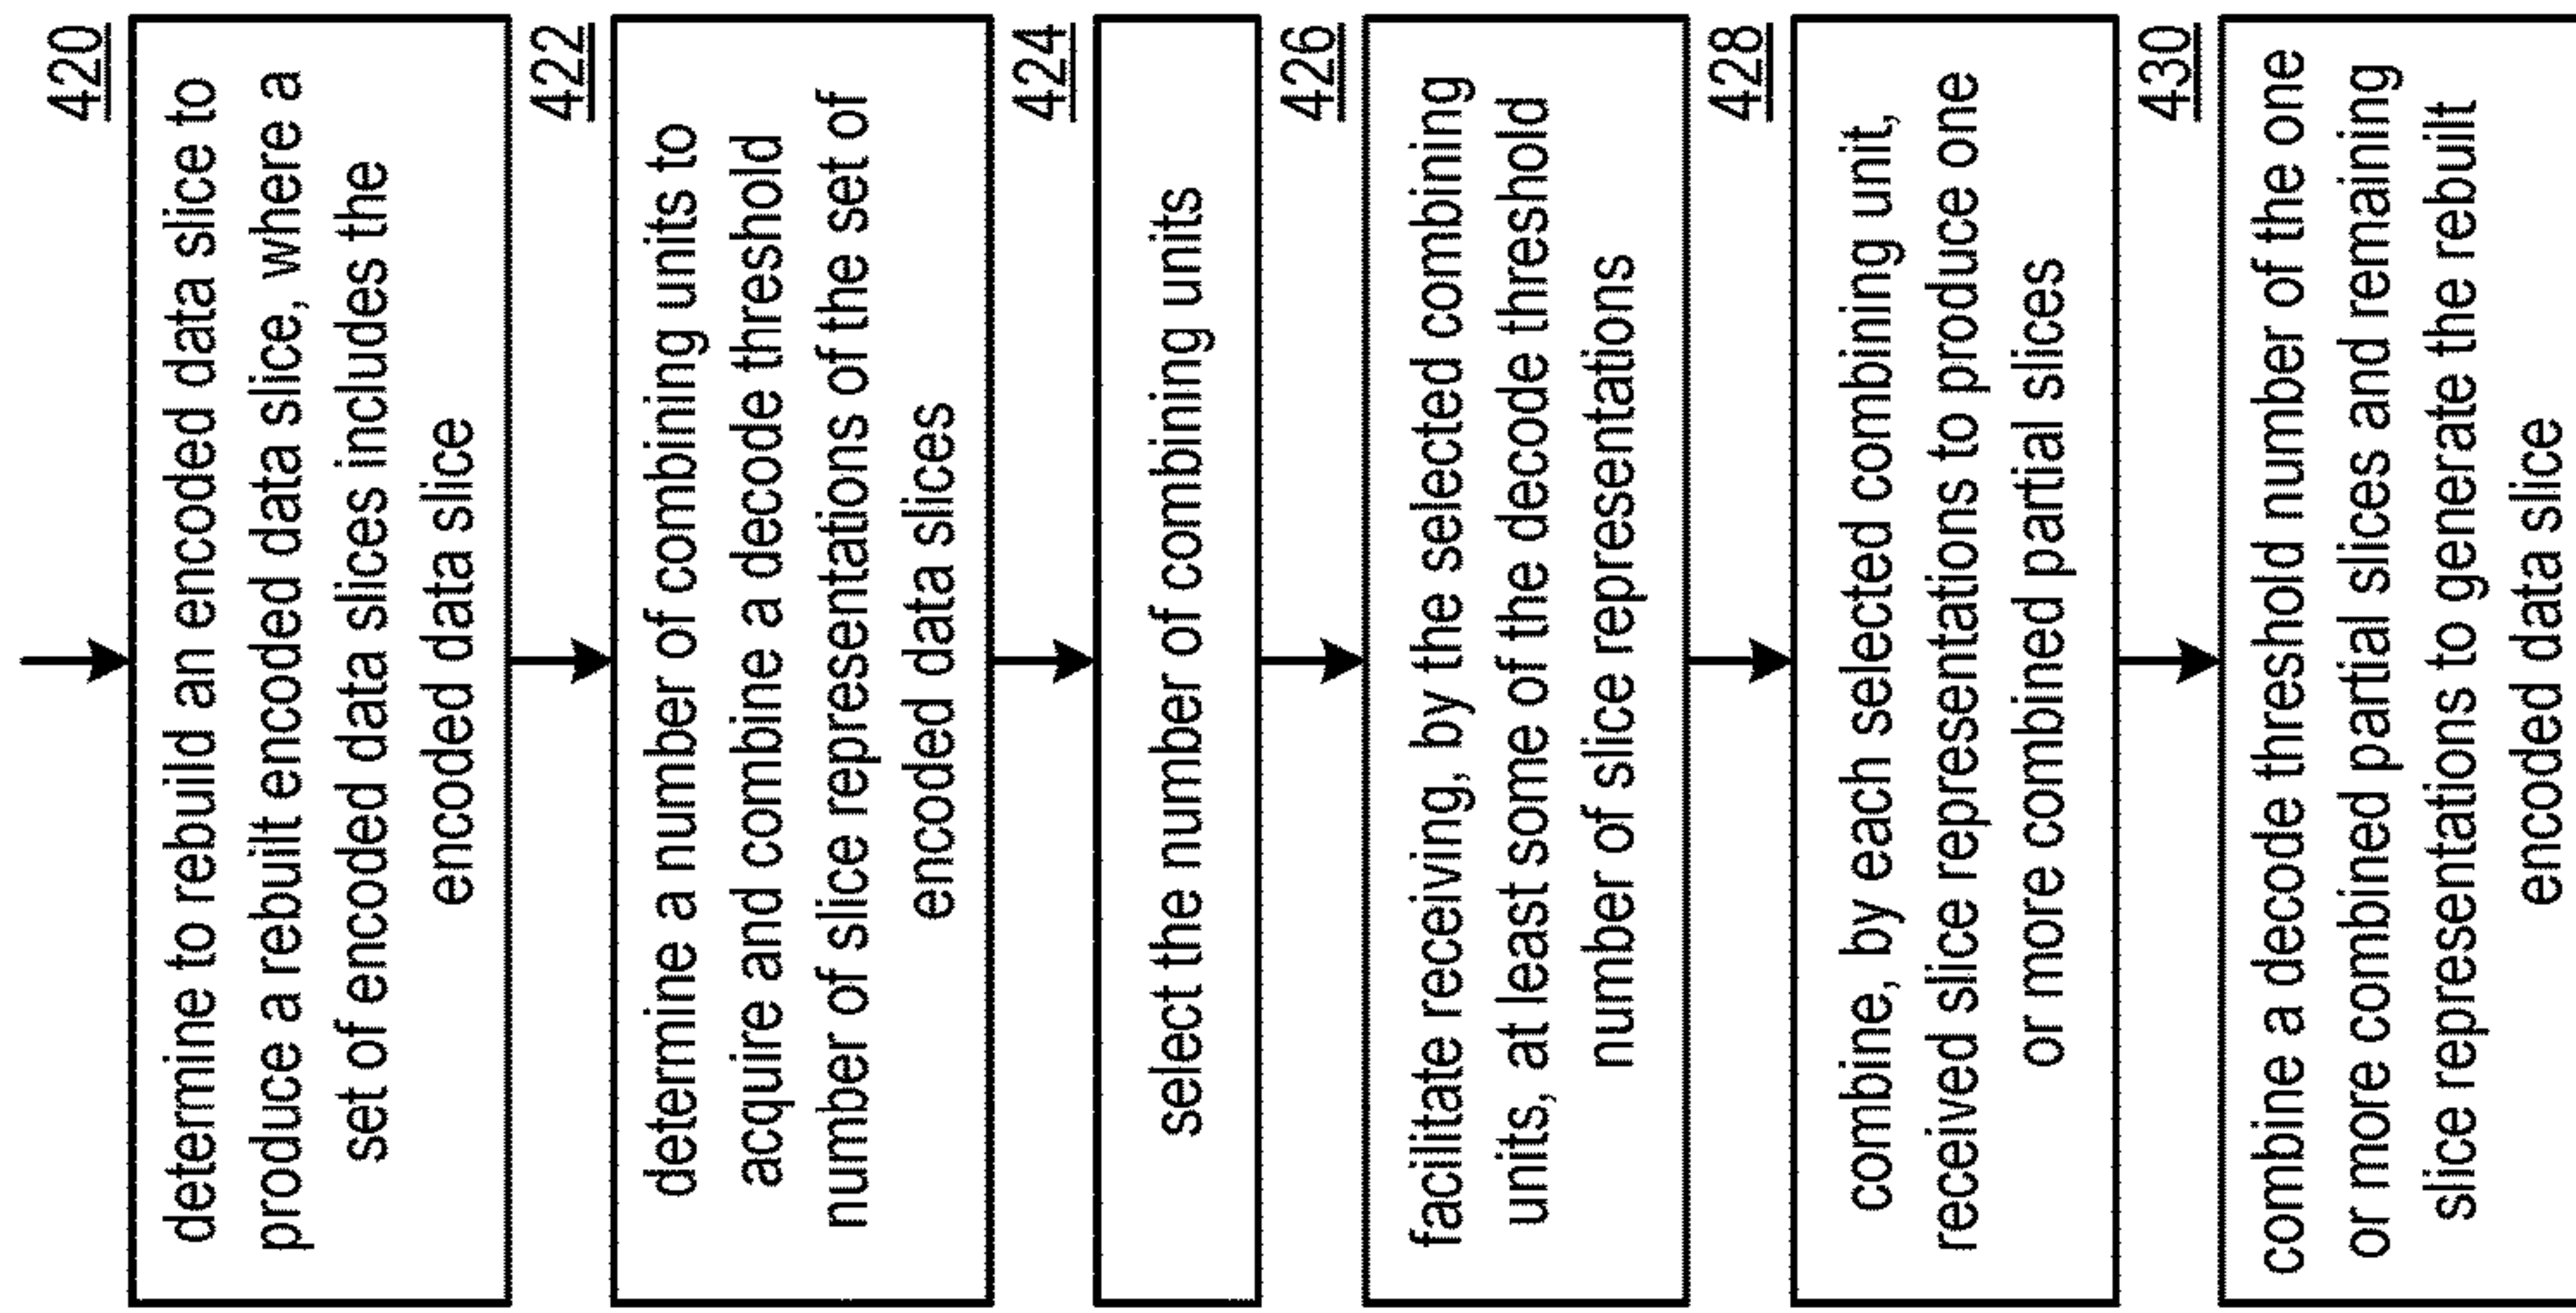 420
determine to rebuild an encoded data slice to
produce a rebuilt encoded data slice, where a
set of encoded data slices includes the
encoded data slice
422
determine a number of combining units to
acquire and combine a decode threshold
number of slice representations of the set of
encoded data slices
424
select the number of combining units
426
facilitate receiving, by the selected combining
units, at least some of the decode threshold
number of slice representations
428
combine, by each selected combining unit,
received slice representations to produce one
or more combined partial slices
430
combine a decode threshold number of the one
or more combined partial slices and remaining
slice representations to generate the rebuilt
encoded data slice